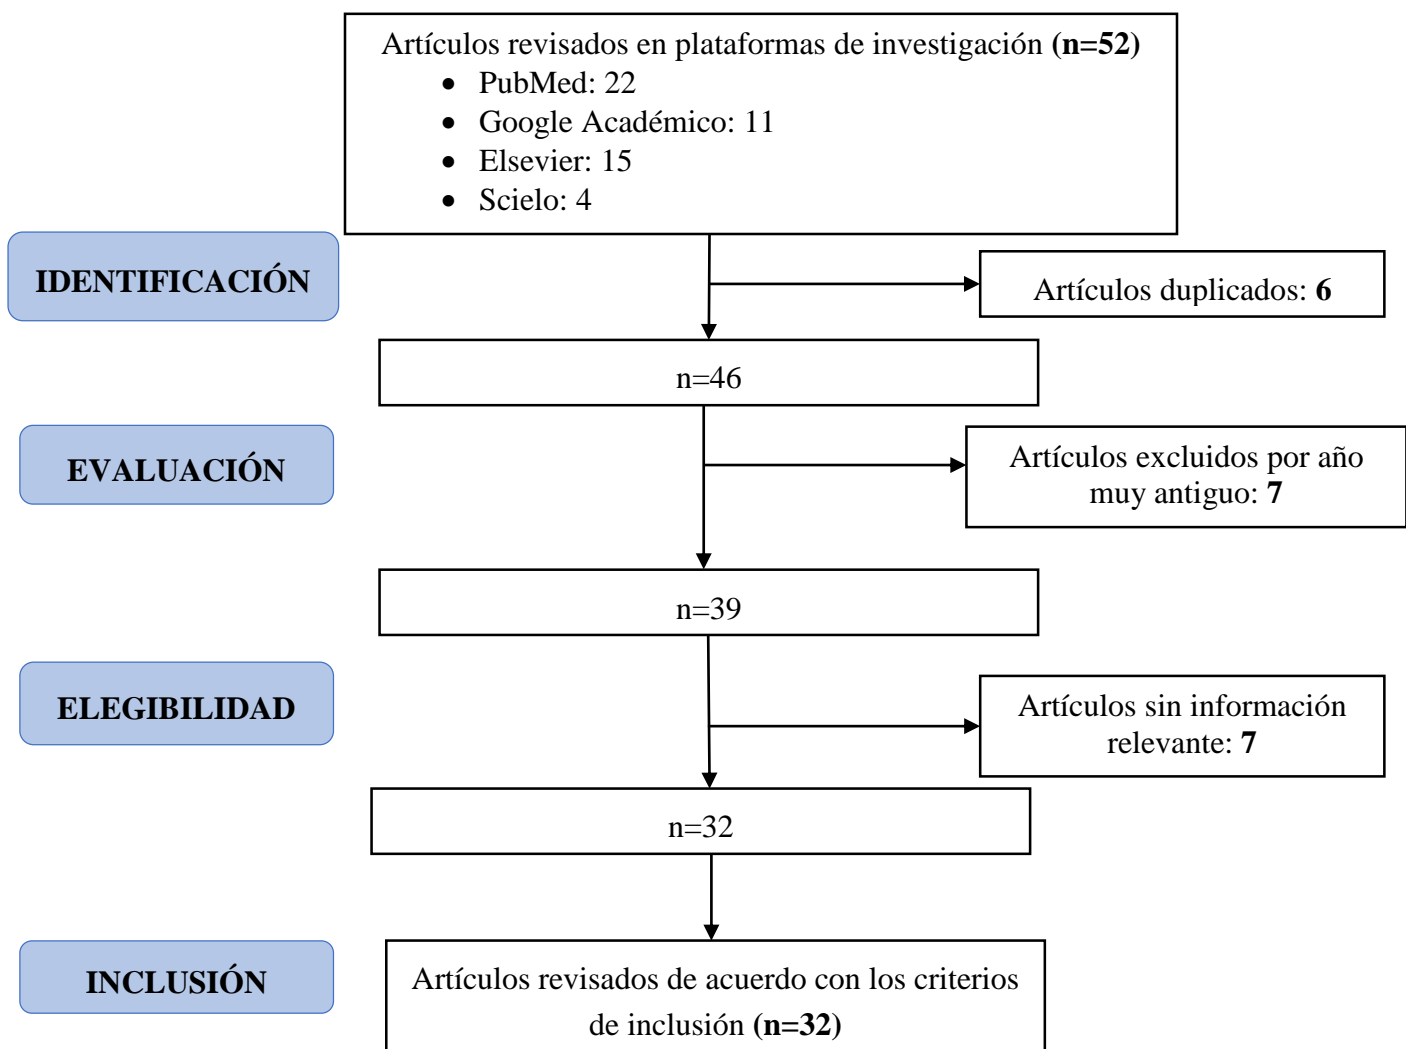 Artículos revisados en plataformas de investigación (n=52)
• PubMed: 22
• Google Académico: 11
• Elsevier: 15
• Scielo: 4
IDENTIFICACIÓN
Artículos duplicados: 6
n=46
EVALUACIÓN
Artículos excluidos por año
muy antiguo: 7
n=39
ELEGIBILIDAD
Artículos sin información
relevante: 7
n=32
INCLUSIÓN
Artículos revisados de acuerdo con los criterios
de inclusión (n=32)